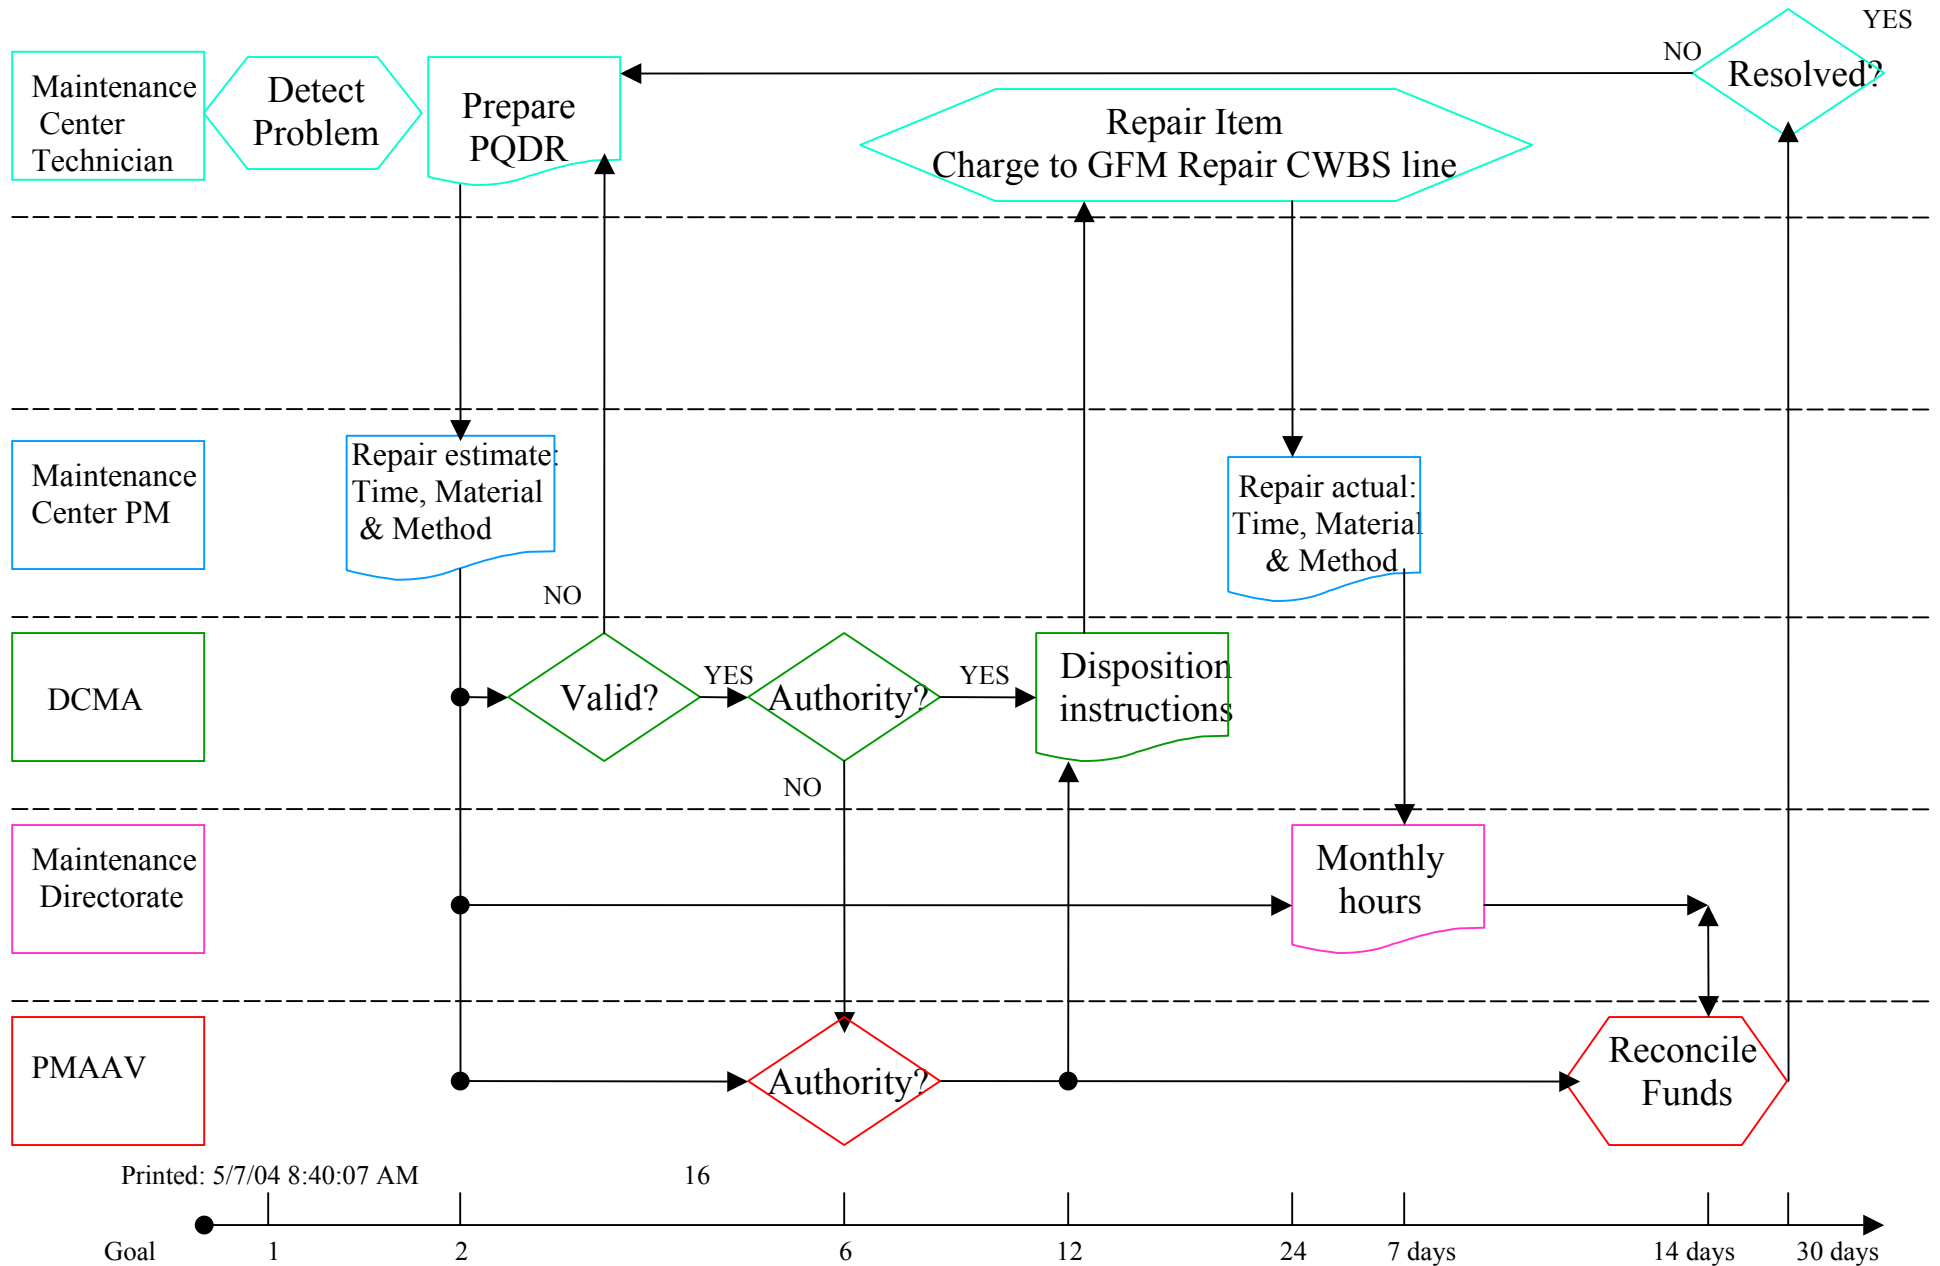 YES
NO
Resolved?
Maintenance
Center
Technician
Detect
Problem
Prepare
PQDR
Repair Item
Charge to GFM Repair CWBS line
Maintenance
Center PM
Repair estimate:
Time, Material
& Method
Repair actual:
Time, Material
& Method
NO
DCMA
Valid?
YES
Authority?
YES
Disposition
instructions
NO
Maintenance
Directorate
Monthly
hours
PMAAV
Authority?
Reconcile
Funds
Printed: 5/7/04 8:40:07 AM
16
Goal
1
2
6
12
24
7 days
14 days
30 days